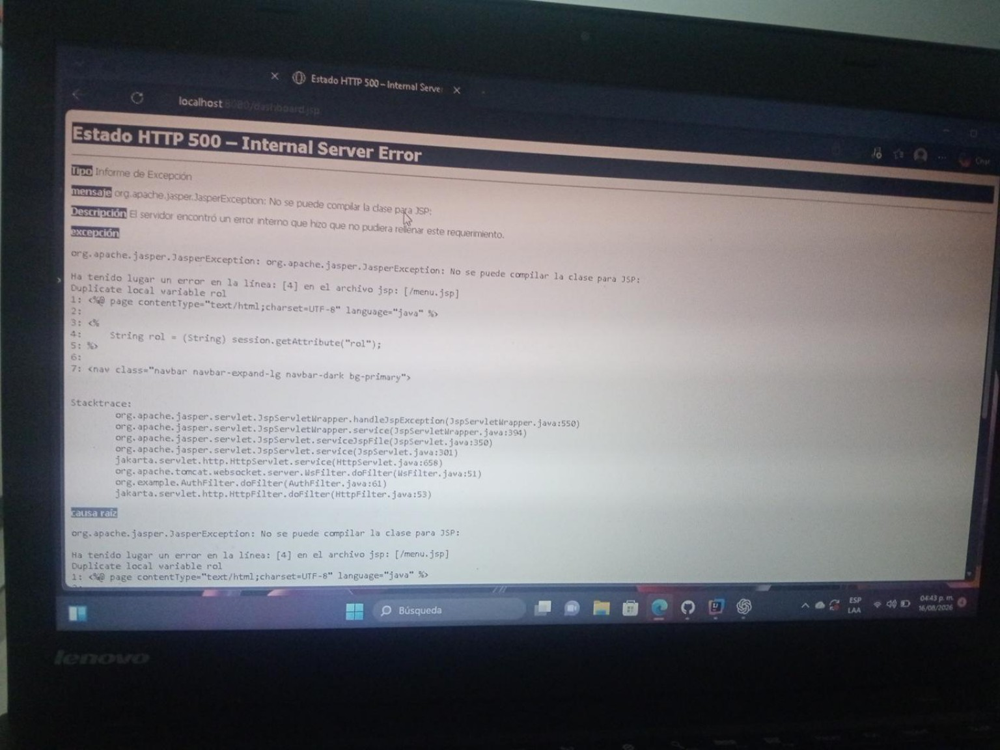 Estado HTTP 500 – Internal Serve
localhost:8080/dashboard.jsp
Char
Estado HTTP 500 – Internal Server Error
Tipo Informe de Excepción
mensaje org.apache.jasper.JasperException: No se puede compilar la clase para JSP:
Descripción El servidor encontró un error interno que hizo que no pudiera rellenar este requerimiento.
excepción
org.apache.jasper.JasperException: org.apache.jasper.JasperException: No se puede compilar la clase para JSP:
Ha tenido lugar un error en la línea: [4] en el archivo jsp: [/menu.jsp]
Duplicate local variable rol
1: <%@ page contentType="text/html;charset=UTF-8" language="java" %>
2:
3: <%
4:     String rol = (String) session.getAttribute("rol");
5: %>
6:
7: <nav class="navbar navbar-expand-lg navbar-dark bg-primary">
Stacktrace:
org.apache.jasper.servlet.JspServletWrapper.handleJspException(JspServletWrapper.java:550)
org.apache.jasper.servlet.JspServletWrapper.service(JspServletWrapper.java:394)
org.apache.jasper.servlet.JspServlet.serviceJspFile(JspServlet.java:350)
org.apache.jasper.servlet.JspServlet.service(JspServlet.java:301)
jakarta.servlet.http.HttpServlet.service(HttpServlet.java:658)
org.apache.tomcat.websocket.server.WsFilter.doFilter(WsFilter.java:51)
org.example.AuthFilter.doFilter(AuthFilter.java:61)
jakarta.servlet.http.HttpFilter.doFilter(HttpFilter.java:53)
causa raíz
org.apache.jasper.JasperException: No se puede compilar la clase para JSP:
Ha tenido lugar un error en la línea: [4] en el archivo jsp: [/menu.jsp]
Duplicate local variable rol
1: <%@ page contentType="text/html;charset=UTF-8" language="java" %>
Búsqueda
ESP
LAA
04:43 p. m.
16/08/2026
lenovo